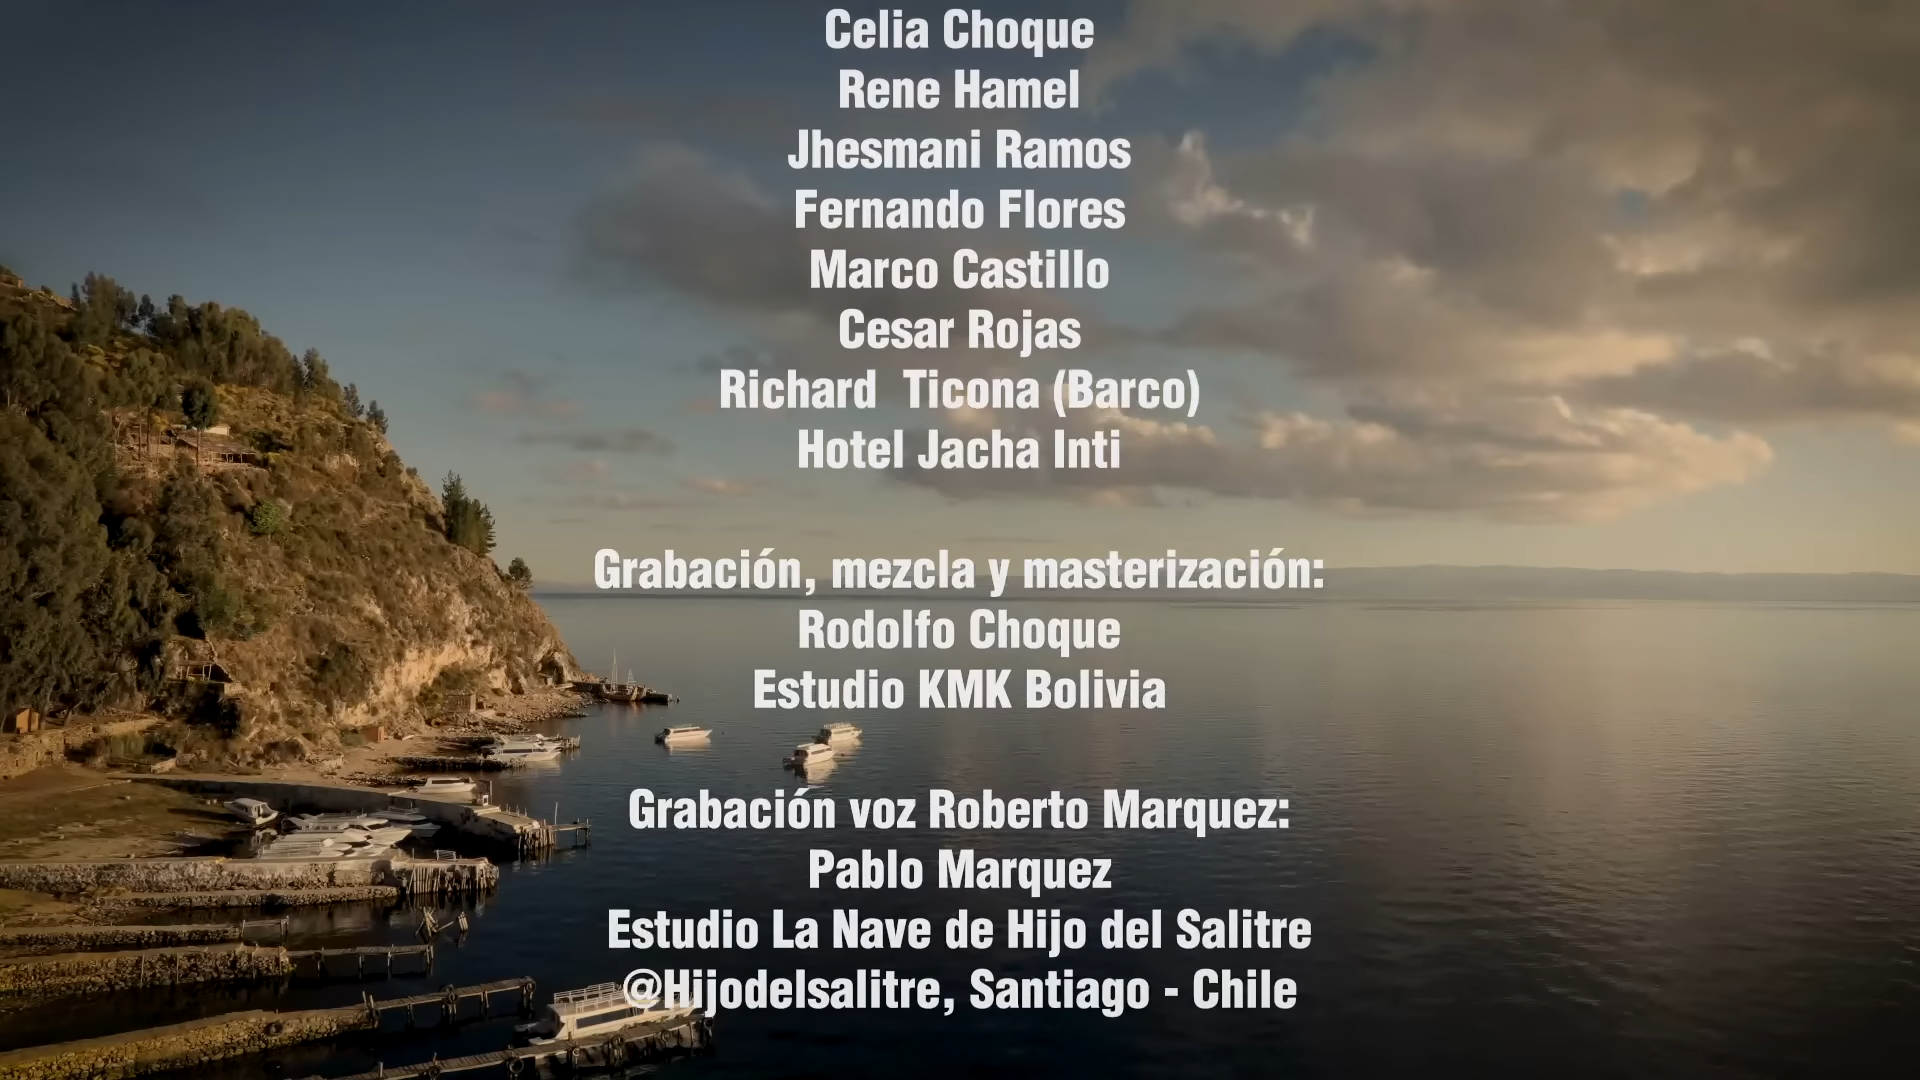 Celia Choque
Rene Hamel
Jhesmani Ramos
Fernando Flores
Marco Castillo
Cesar Rojas
Richard  Ticona (Barco)
Hotel Jacha Inti
Grabación, mezcla y masterización:
Rodolfo Choque
Estudio KMK Bolivia
Grabación voz Roberto Marquez:
Pablo Marquez
Estudio La Nave de Hijo del Salitre
@Hijodelsalitre, Santiago - Chile